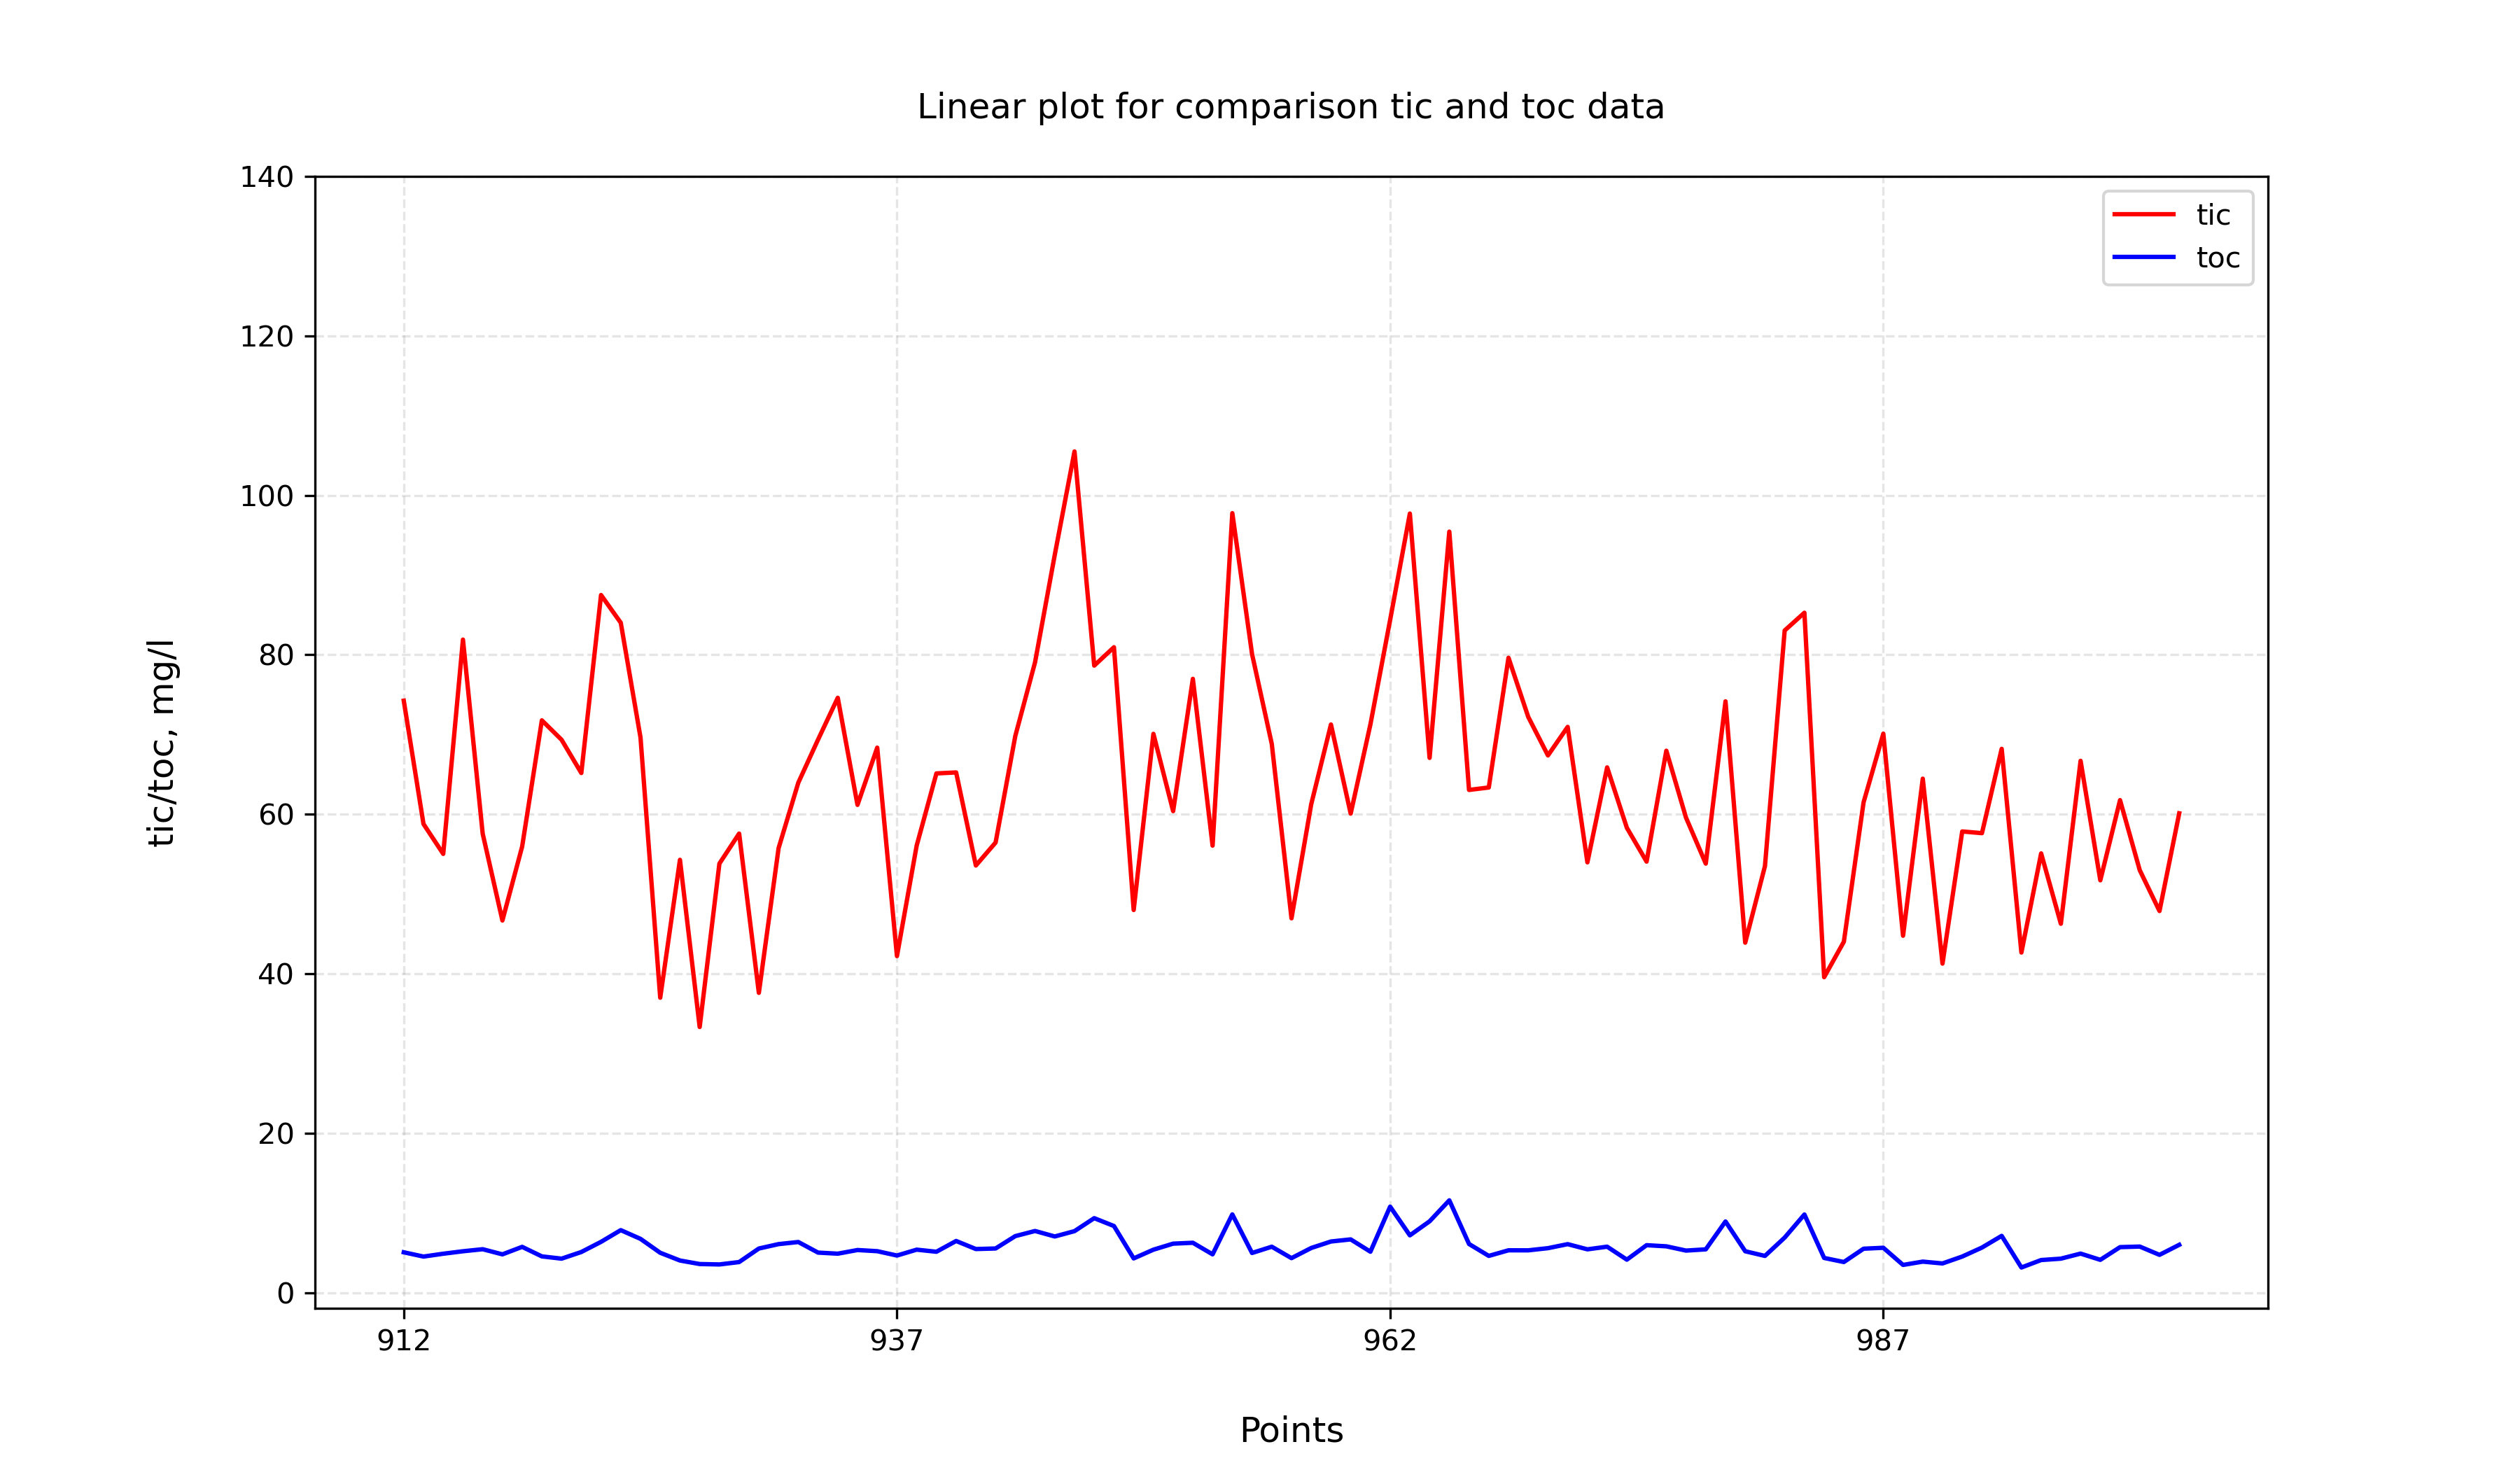 Linear plot for comparison tic and toc data
140
120
100
80
60
40
20
0
tic/toc, mg/l
tic
toc
912 937 962 987
Points